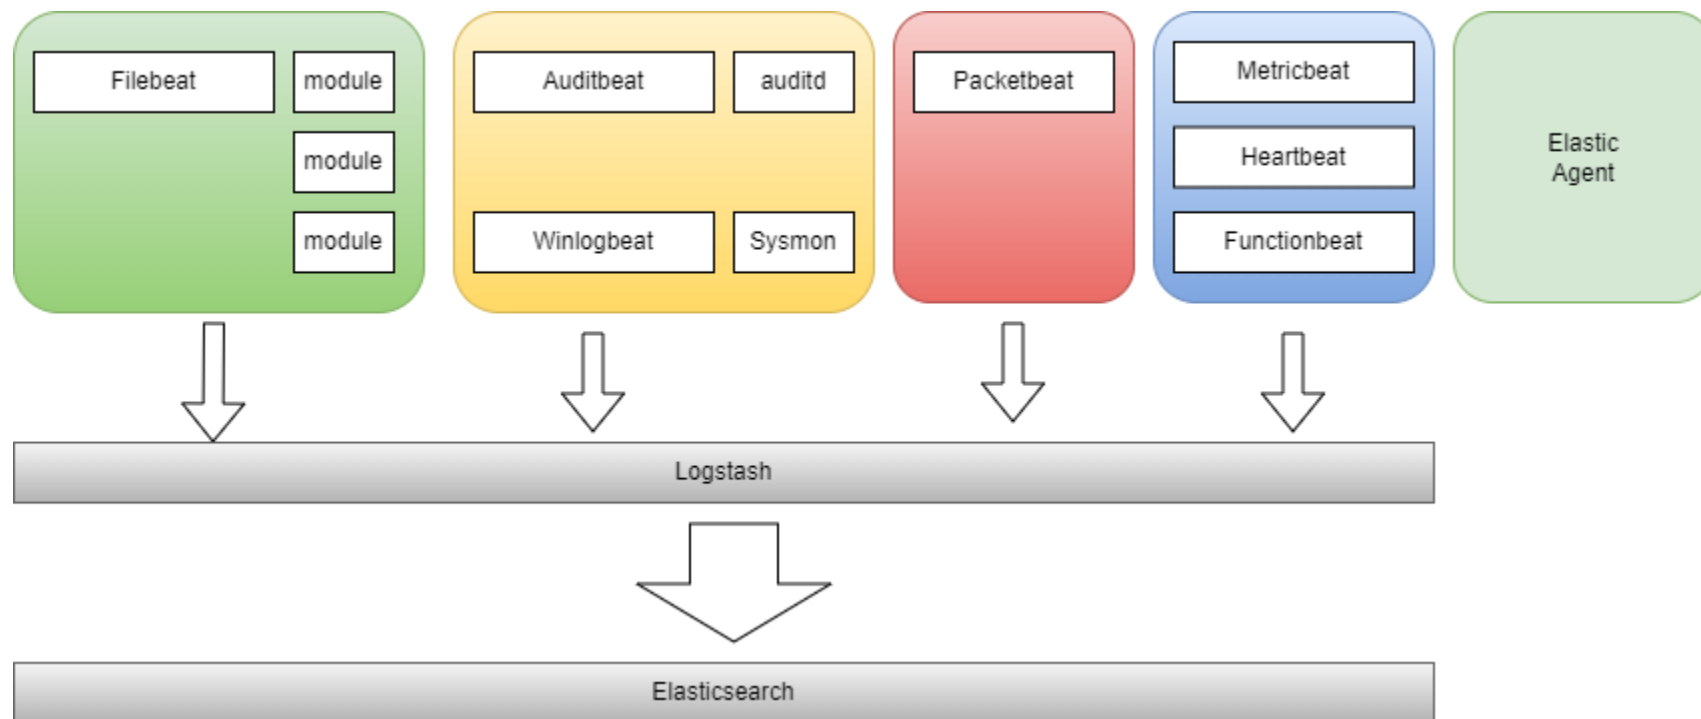 Filebeat
module
module
module
Auditbeat
auditd
Winlogbeat
Sysmon
Packetbeat
Metricbeat
Heartbeat
Functionbeat
Elastic
Agent
Logstash
Elasticsearch